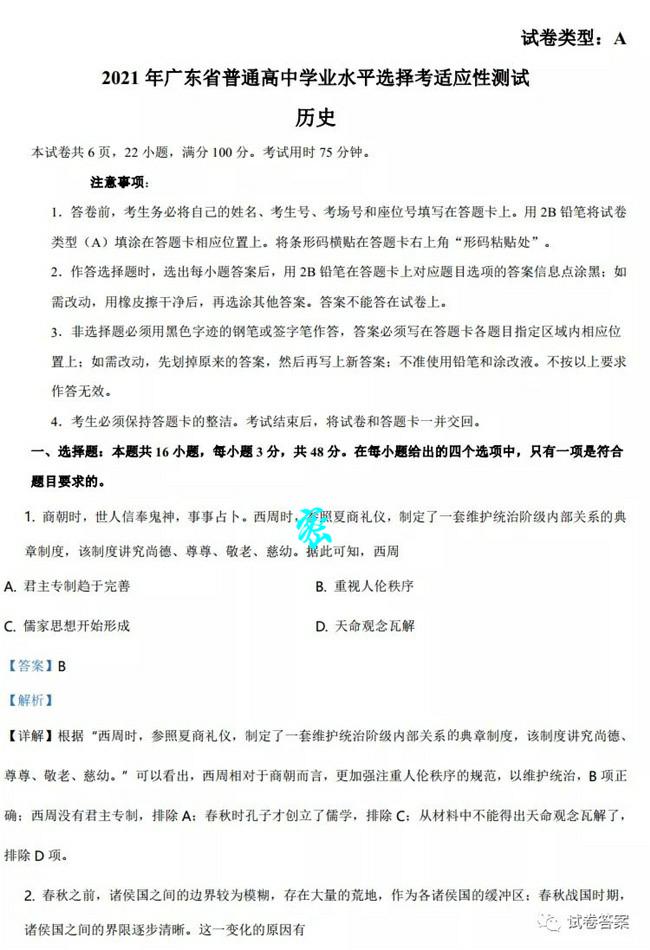 试卷类型：A
2021 年广东省普通高中学业水平选择考适应性测试
历史
本试卷共 6 页，22 小题，满分 100 分。考试用时 75 分钟。
注意事项：
1．答卷前，考生务必将自己的姓名、考生号、考场号和座位号填写在答题卡上。用 2B 铅笔将试卷
类型（A）填涂在答题卡相应位置上。将条形码横贴在答题卡右上角“形码粘贴处”。
2．作答选择题时，选出每小题答案后，用 2B 铅笔在答题卡上对应题目选项的答案信息点涂黑；如
需改动，用橡皮擦干净后，再选涂其他答案。答案不能答在试卷上。
3．非选择题必须用黑色字迹的钢笔或签字笔作答，答案必须写在答题卡各题目指定区域内相应位
置上；如需改动，先划掉原来的答案，然后再写上新答案；不准使用铅笔和涂改液。不按以上要求
作答无效。
4．考生必须保持答题卡的整洁。考试结束后，将试卷和答题卡一并交回。
一、选择题：本题共 16 小题，每小题 3 分，共 48 分。在每小题给出的四个选项中，只有一项是符合
题目要求的。
1. 商朝时，世人信奉鬼神，事事占卜。西周时，参照夏商礼仪，制定了一套维护统治阶级内部关系的典
章制度，该制度讲究尚德、尊尊、敬老、慈幼。据此可知，西周
A. 君主专制趋于完善 B. 重视人伦秩序
C. 儒家思想开始形成 D. 天命观念瓦解
【答案】B
【解析】
【详解】根据“西周时，参照夏商礼仪，制定了一套维护统治阶级内部关系的典章制度，该制度讲究尚德、
尊尊、敬老、慈幼。”可以看出，西周相对于商朝而言，更加强注重人伦秩序的规范，以维护统治，B 项正
确；西周没有君主专制，排除 A；春秋时孔子才创立了儒学，排除 C；从材料中不能得出天命观念瓦解了，
排除 D 项。
2. 春秋之前，诸侯国之间的边界较为模糊，存在大量的荒地，作为各诸侯国的缓冲区；春秋战国时期，
诸侯国之间的界限逐步清晰。这一变化的原因有
试卷答案